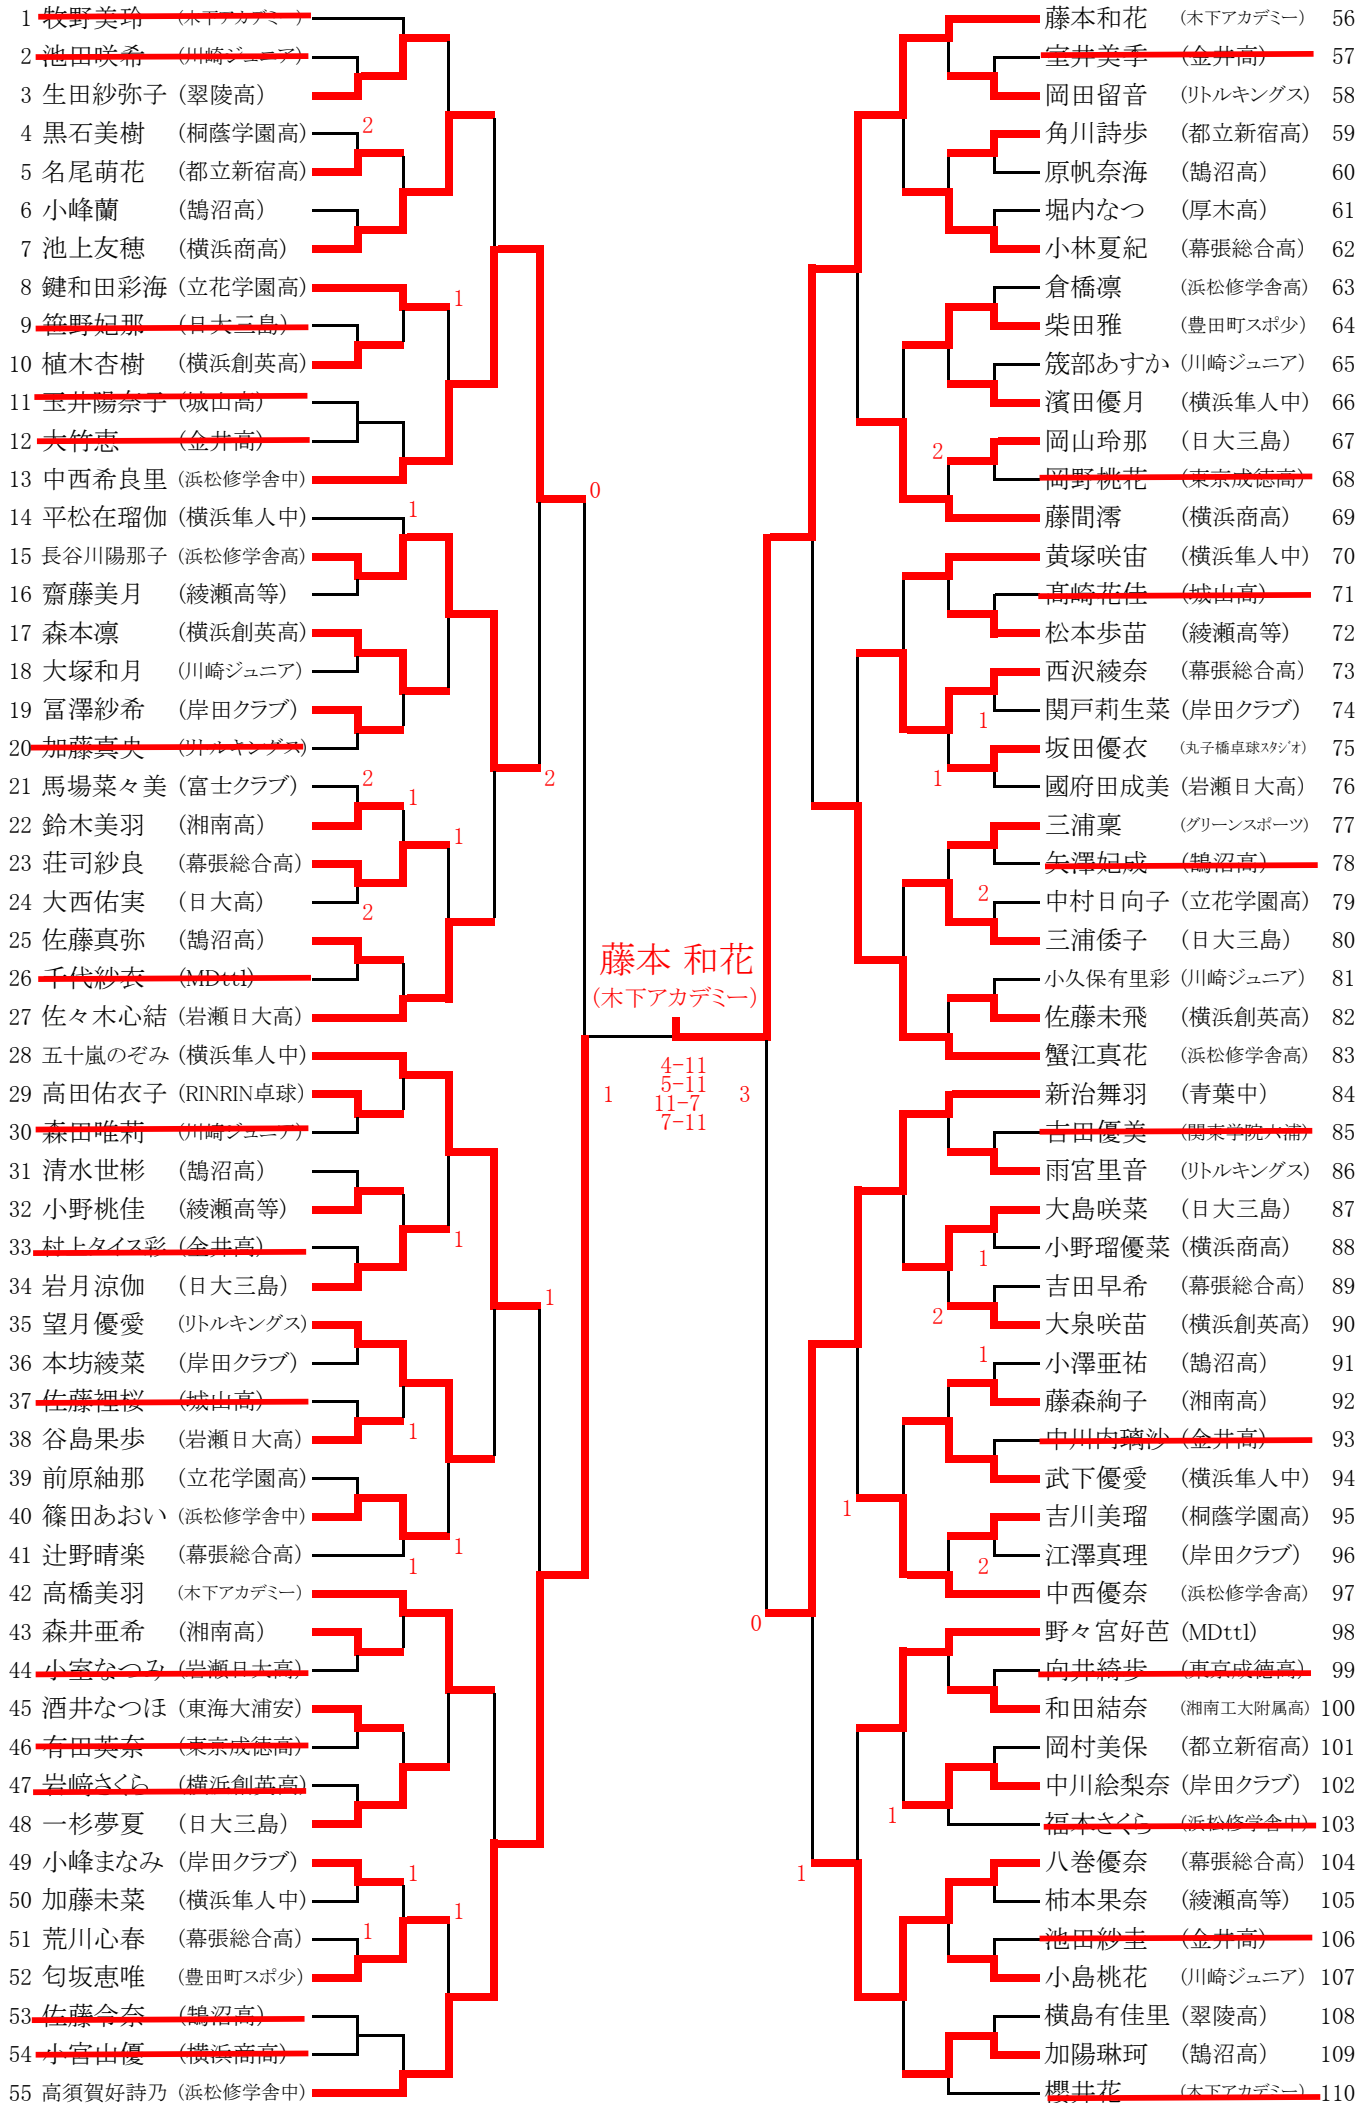 1 牧野美玲 (木下アカデミー)
2 池田咲希 (川崎ジュニア)
3 生田紗弥子 (翠陵高)
4 黒石美樹 (桐蔭学園高)
2
5 名尾萌花 (都立新宿高)
6 小峰蘭 (鵠沼高)
7 池上友穂 (横浜商高)
8 鍵和田彩海 (立花学園高)
1
9 笹野妃那 (日大三島)
10 植木杏樹 (横浜創英高)
11 玉井陽奈子 (城山高)
12 大竹恵 (金井高)
13 中西希良里 (浜松修学舎中)
0
14 平松在瑠伽 (横浜隼人中)
1
15 長谷川陽那子 (浜松修学舎高)
16 齋藤美月 (綾瀬高等)
17 森本凛 (横浜創英高)
18 大塚和月 (川崎ジュニア)
19 冨澤紗希 (岸田クラブ)
20 加藤真央 (リトルキングス)
21 馬場菜々美 (富士クラブ)
2
1
2
22 鈴木美羽 (湘南高)
1
23 荘司紗良 (幕張総合高)
24 大西佑実 (日大高)
2
25 佐藤真弥 (鵠沼高)
26 千代紗衣 (MDttl)
27 佐々木心結 (岩瀬日大高)
28 五十嵐のぞみ (横浜隼人中)
29 高田佑衣子 (RINRIN卓球)
30 森田唯莉 (川崎ジュニア)
31 清水世彬 (鵠沼高)
32 小野桃佳 (綾瀬高等)
1
33 村上タイス彩 (金井高)
34 岩月涼伽 (日大三島)
1
35 望月優愛 (リトルキングス)
36 本坊綾菜 (岸田クラブ)
37 佐藤裡桜 (城山高)
1
38 谷島果歩 (岩瀬日大高)
39 前原紬那 (立花学園高)
40 篠田あおい (浜松修学舎中)
1
41 辻野晴楽 (幕張総合高)
1
42 高橋美羽 (木下アカデミー)
43 森井亜希 (湘南高)
44 小室なつみ (岩瀬日大高)
45 酒井なつほ (東海大浦安)
46 有田英奈 (東京成徳高)
47 岩﨑さくら (横浜創英高)
48 一杉夢夏 (日大三島)
49 小峰まなみ (岸田クラブ)
1
50 加藤未菜 (横浜隼人中)
1
51 荒川心春 (幕張総合高)
1
52 匂坂恵唯 (豊田町スポ少)
53 佐藤令奈 (鵠沼高)
54 小宮山優 (横浜商高)
55 高須賀好詩乃 (浜松修学舎中)
藤本 和花
(木下アカデミー)
1
4-11
5-11
11-7
7-11
3
藤本和花 (木下アカデミー) 56
室井美季 (金井高) 57
岡田留音 (リトルキングス) 58
角川詩歩 (都立新宿高) 59
原帆奈海 (鵠沼高) 60
堀内なつ (厚木高) 61
小林夏紀 (幕張総合高) 62
倉橋凛 (浜松修学舎高) 63
柴田雅 (豊田町スポ少) 64
筬部あすか (川崎ジュニア) 65
濱田優月 (横浜隼人中) 66
岡山玲那 (日大三島) 67
2
岡野桃花 (東京成徳高) 68
藤間澪 (横浜商高) 69
黄塚咲宙 (横浜隼人中) 70
髙崎花佳 (城山高) 71
松本歩苗 (綾瀬高等) 72
西沢綾奈 (幕張総合高) 73
関戸莉生菜 (岸田クラブ) 74
1
坂田優衣 (丸子橋卓球スタジオ) 75
1
國府田成美 (岩瀬日大高) 76
三浦稟 (グリーンスポーツ) 77
矢澤妃成 (鵠沼高) 78
2
中村日向子 (立花学園高) 79
三浦倭子 (日大三島) 80
小久保有里彩 (川崎ジュニア) 81
佐藤未飛 (横浜創英高) 82
蟹江真花 (浜松修学舎高) 83
新治舞羽 (青葉中) 84
吉田優美 (関東学院六浦) 85
雨宮里音 (リトルキングス) 86
大島咲菜 (日大三島) 87
小野瑠優菜 (横浜商高) 88
1
吉田早希 (幕張総合高) 89
2
大泉咲苗 (横浜創英高) 90
1
小澤亜祐 (鵠沼高) 91
藤森絢子 (湘南高) 92
中川内璃沙 (金井高) 93
武下優愛 (横浜隼人中) 94
1
吉川美瑠 (桐蔭学園高) 95
江澤真理 (岸田クラブ) 96
2
中西優奈 (浜松修学舎高) 97
0
野々宮好芭 (MDttl) 98
向井綺歩 (東京成徳高) 99
和田結奈 (湘南工大附属高) 100
岡村美保 (都立新宿高) 101
中川絵梨奈 (岸田クラブ) 102
1
福本さくら (浜松修学舎中) 103
八巻優奈 (幕張総合高) 104
1
柿本果奈 (綾瀬高等) 105
池田紗圭 (金井高) 106
小島桃花 (川崎ジュニア) 107
横島有佳里 (翠陵高) 108
加陽琳珂 (鵠沼高) 109
櫻井花 (木下アカデミー) 110